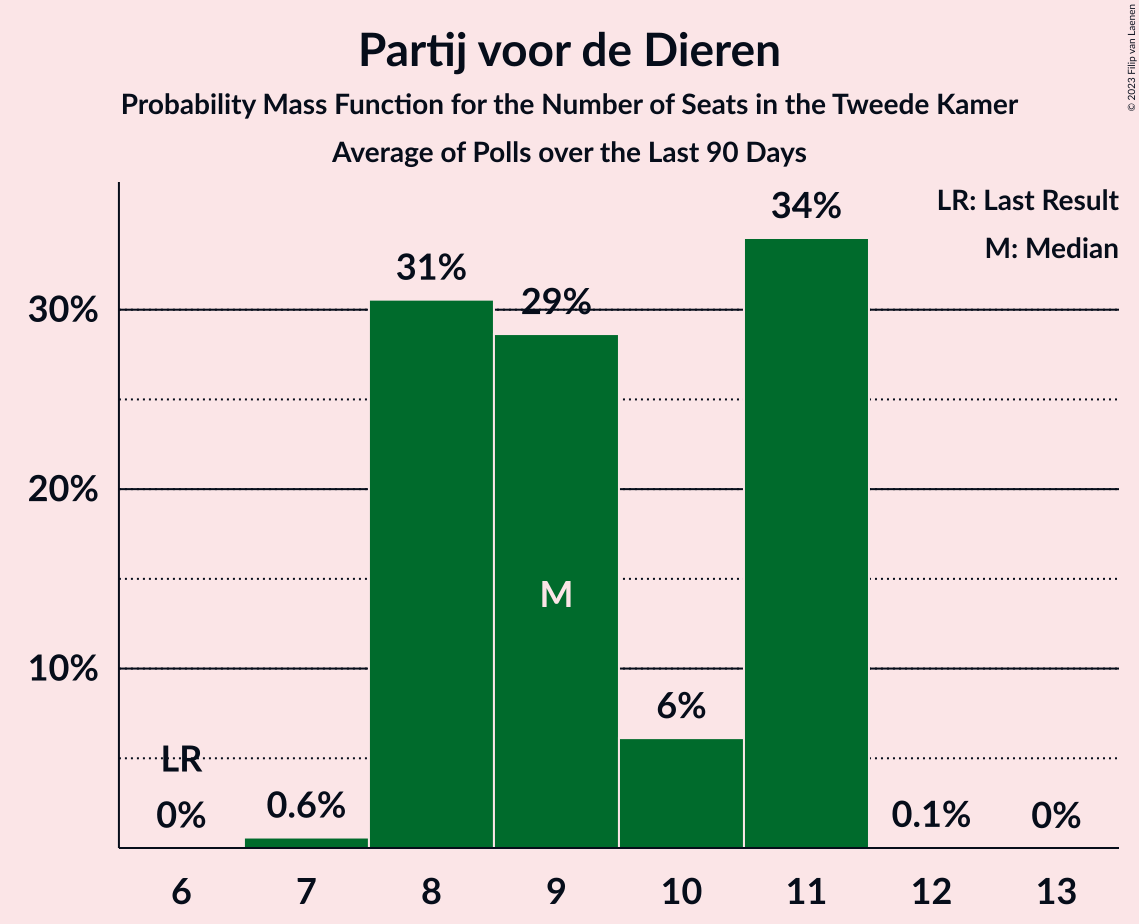 Partij voor de Dieren
Probability Mass Function for the Number of Seats in the Tweede Kamer
Average of Polls over the Last 90 Days
© 2023 Filip van Laenen
LR: Last Result
M: Median
34%
31%
29%
30%
20%
M
10%
6%
LR
0%
0.6%
0.1%
0%
6 7 8 9 10 11 12 13